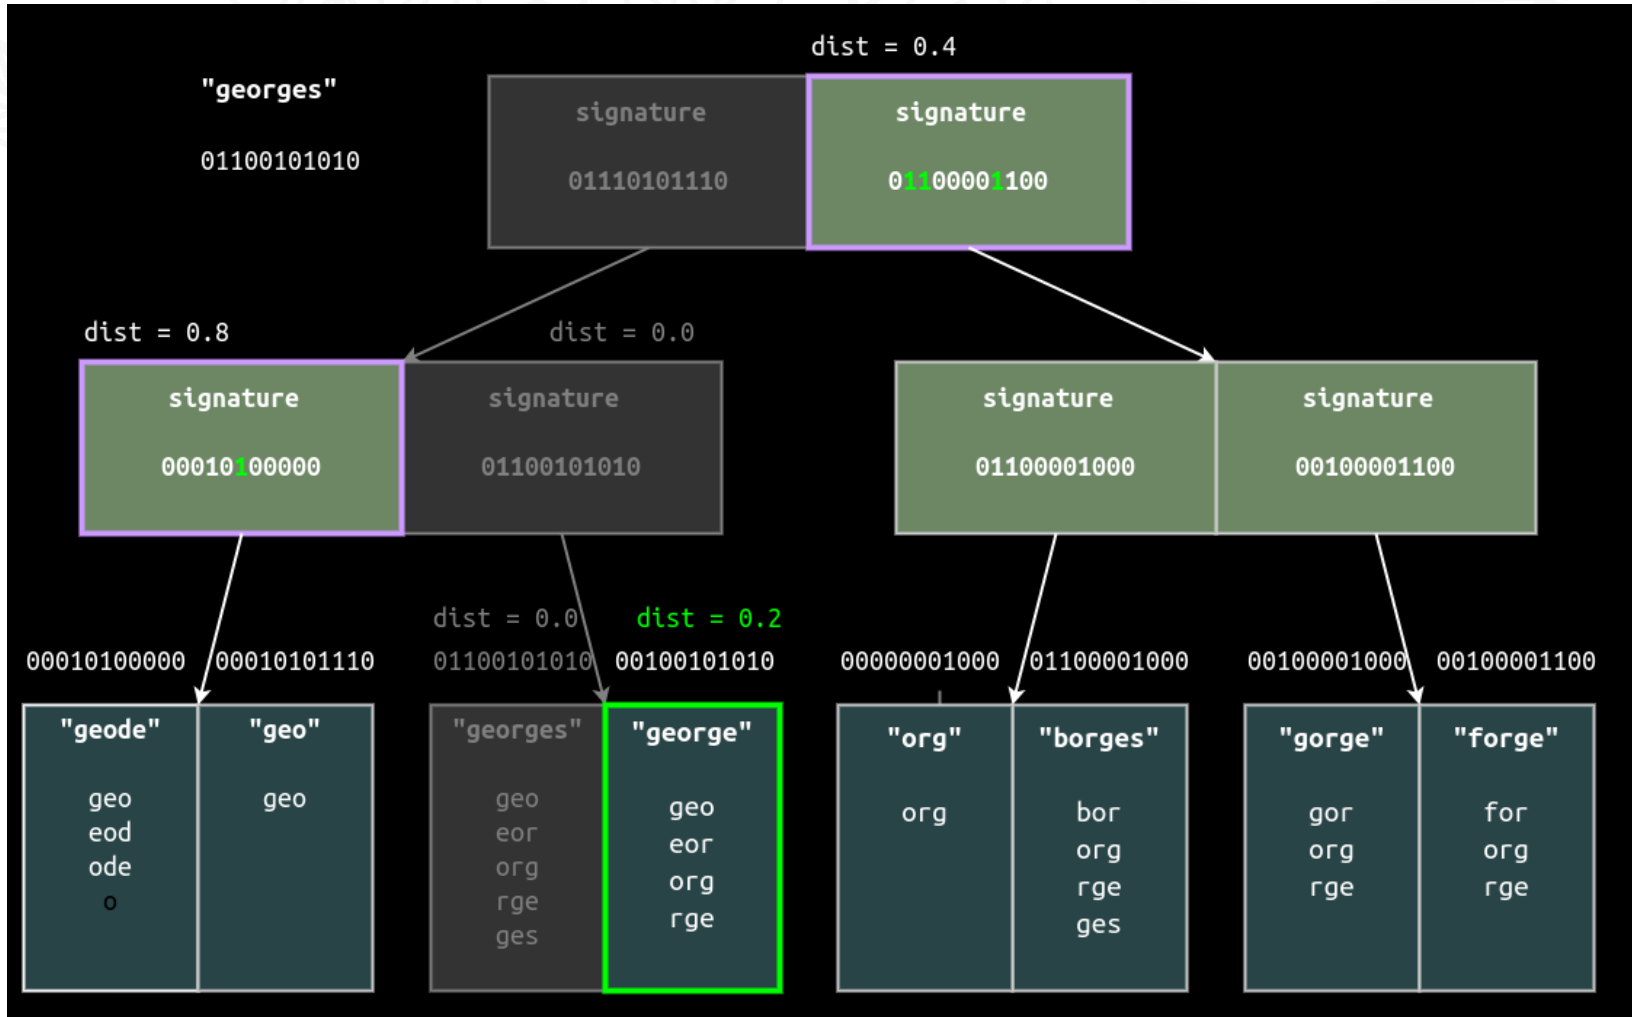 dist = 0.4
"georges"
signature
signature
01100101010
01110101110
01100001100
dist = 0.8
dist = 0.0
signature
signature
signature
signature
00010100000
01100101010
01100001000
00100001100
dist = 0.0
dist = 0.2
00010100000
00010101110
01100101010
00100101010
00000001000
01100001000
00100001000
00100001100
"geode"
geo
eod
ode
o
"geo"
geo
"georges"
geo
eor
org
rge
ges
"george"
geo
eor
org
rge
"org"
org
"borges"
bor
org
rge
ges
"gorge"
gor
org
rge
"forge"
for
org
rge